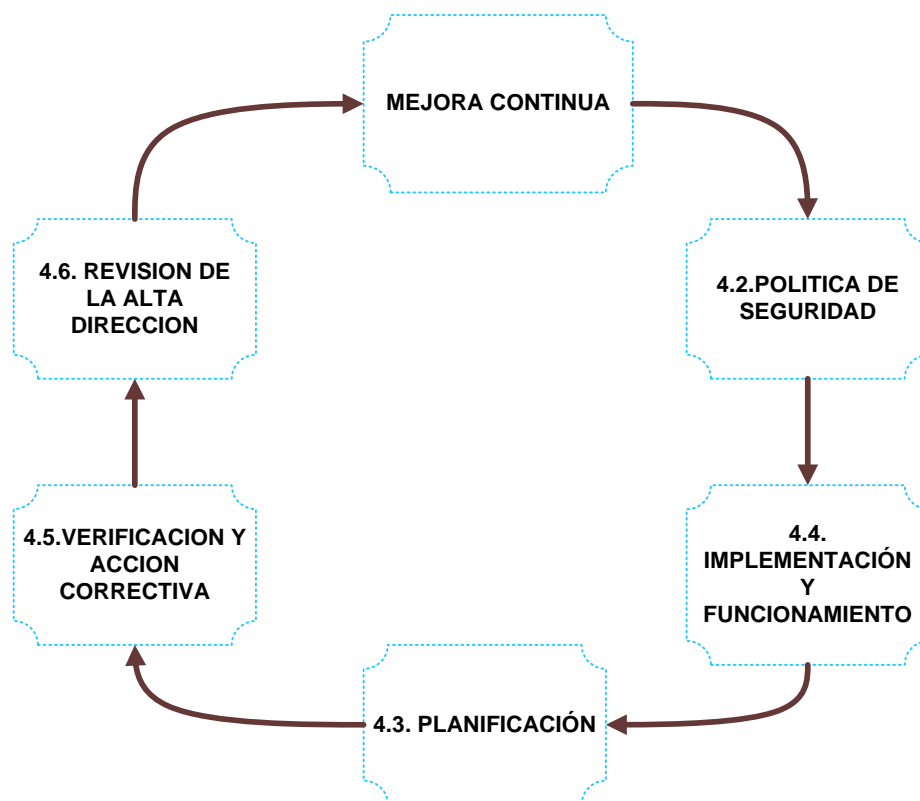 MEJORA CONTINUA
4.2.POLITICA DE
SEGURIDAD
4.4.
IMPLEMENTACIÓN
Y
FUNCIONAMIENTO
4.3. PLANIFICACIÓN
4.5.VERIFICACION Y
ACCION
CORRECTIVA
4.6. REVISION DE
LA ALTA
DIRECCION